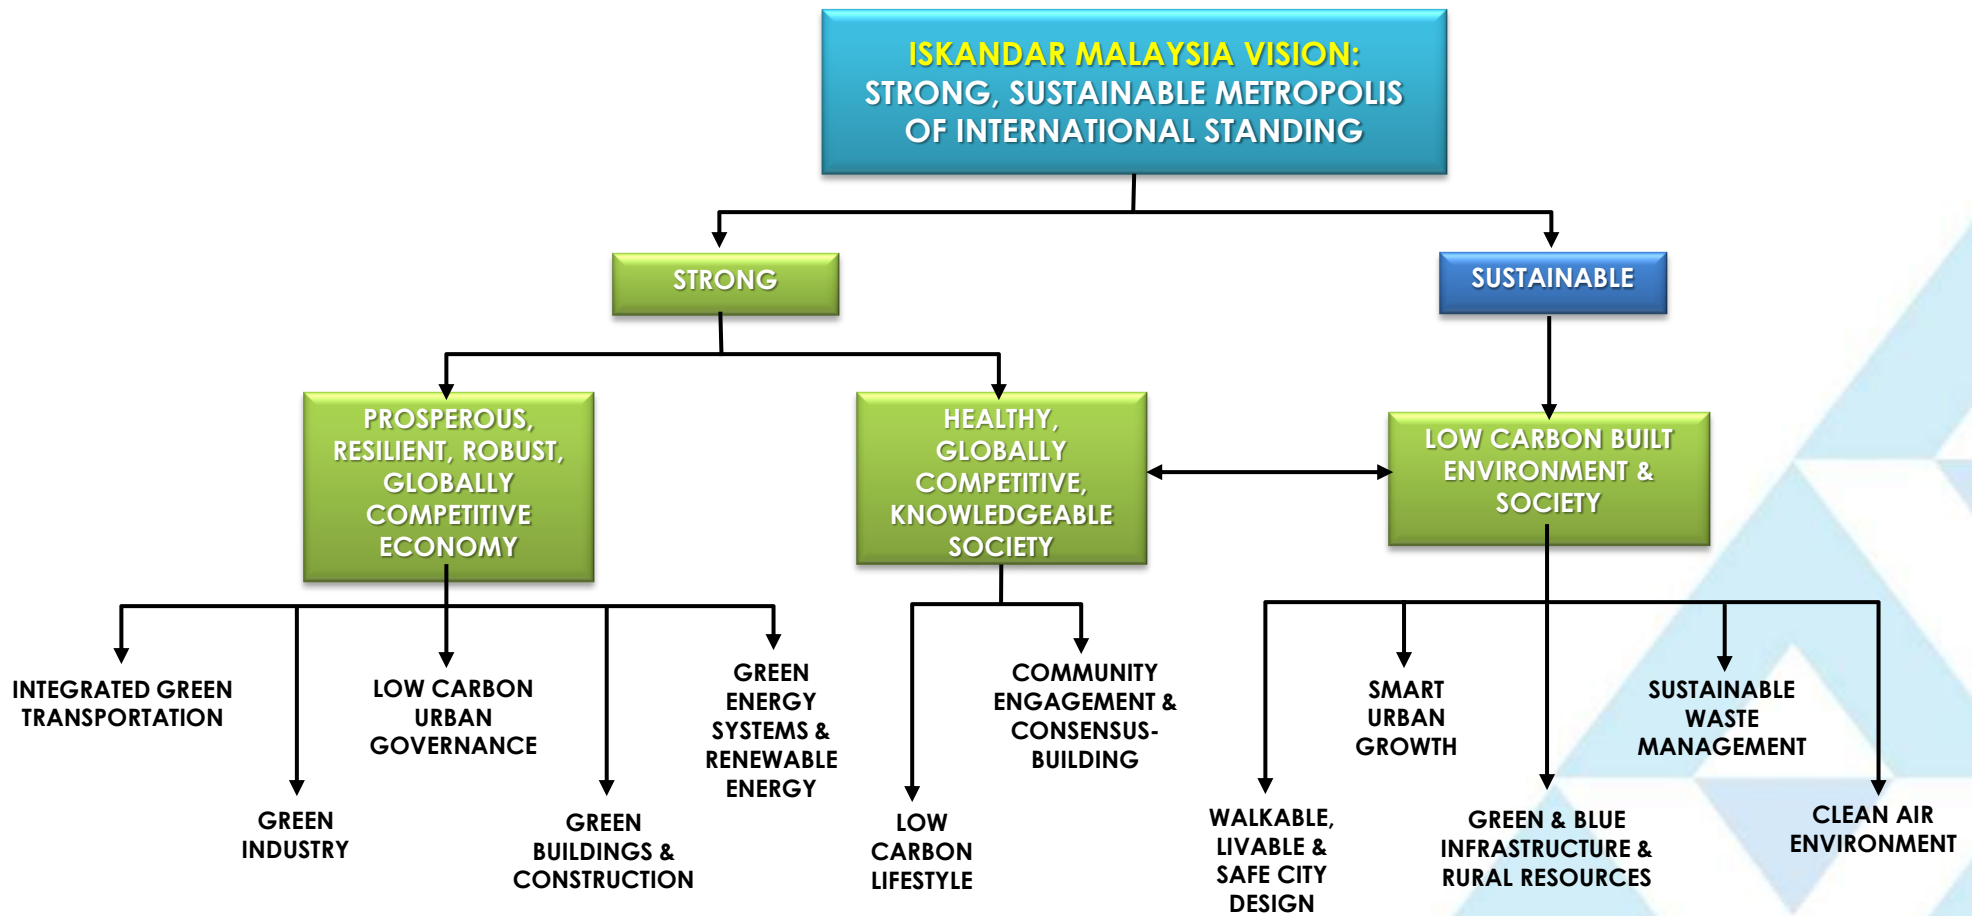 ISKANDAR MALAYSIA VISION:
STRONG, SUSTAINABLE METROPOLIS
OF INTERNATIONAL STANDING
STRONG
SUSTAINABLE
PROSPEROUS,
RESILIENT, ROBUST,
GLOBALLY
COMPETITIVE
ECONOMY
HEALTHY,
GLOBALLY
COMPETITIVE,
KNOWLEDGEABLE
SOCIETY
LOW CARBON BUILT
ENVIRONMENT &
SOCIETY
INTEGRATED GREEN
TRANSPORTATION
GREEN
INDUSTRY
LOW CARBON
URBAN
GOVERNANCE
GREEN
BUILDINGS &
CONSTRUCTION
GREEN
ENERGY
SYSTEMS &
RENEWABLE
ENERGY
LOW
CARBON
LIFESTYLE
COMMUNITY
ENGAGEMENT &
CONSENSUS-
BUILDING
WALKABLE,
LIVABLE &
SAFE CITY
DESIGN
SMART
URBAN
GROWTH
GREEN & BLUE
INFRASTRUCTURE &
RURAL RESOURCES
SUSTAINABLE
WASTE
MANAGEMENT
CLEAN AIR
ENVIRONMENT